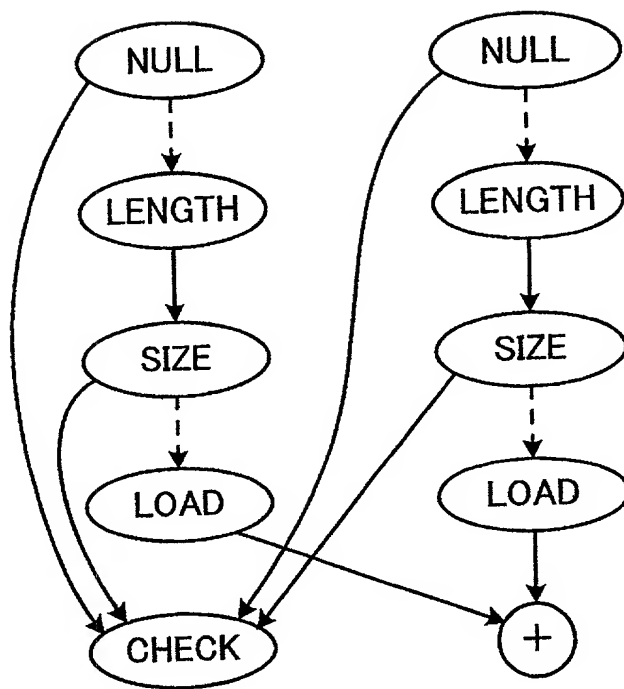 NULL
LENGTH
SIZE
LOAD
CHECK
NULL
LENGTH
SIZE
LOAD
+